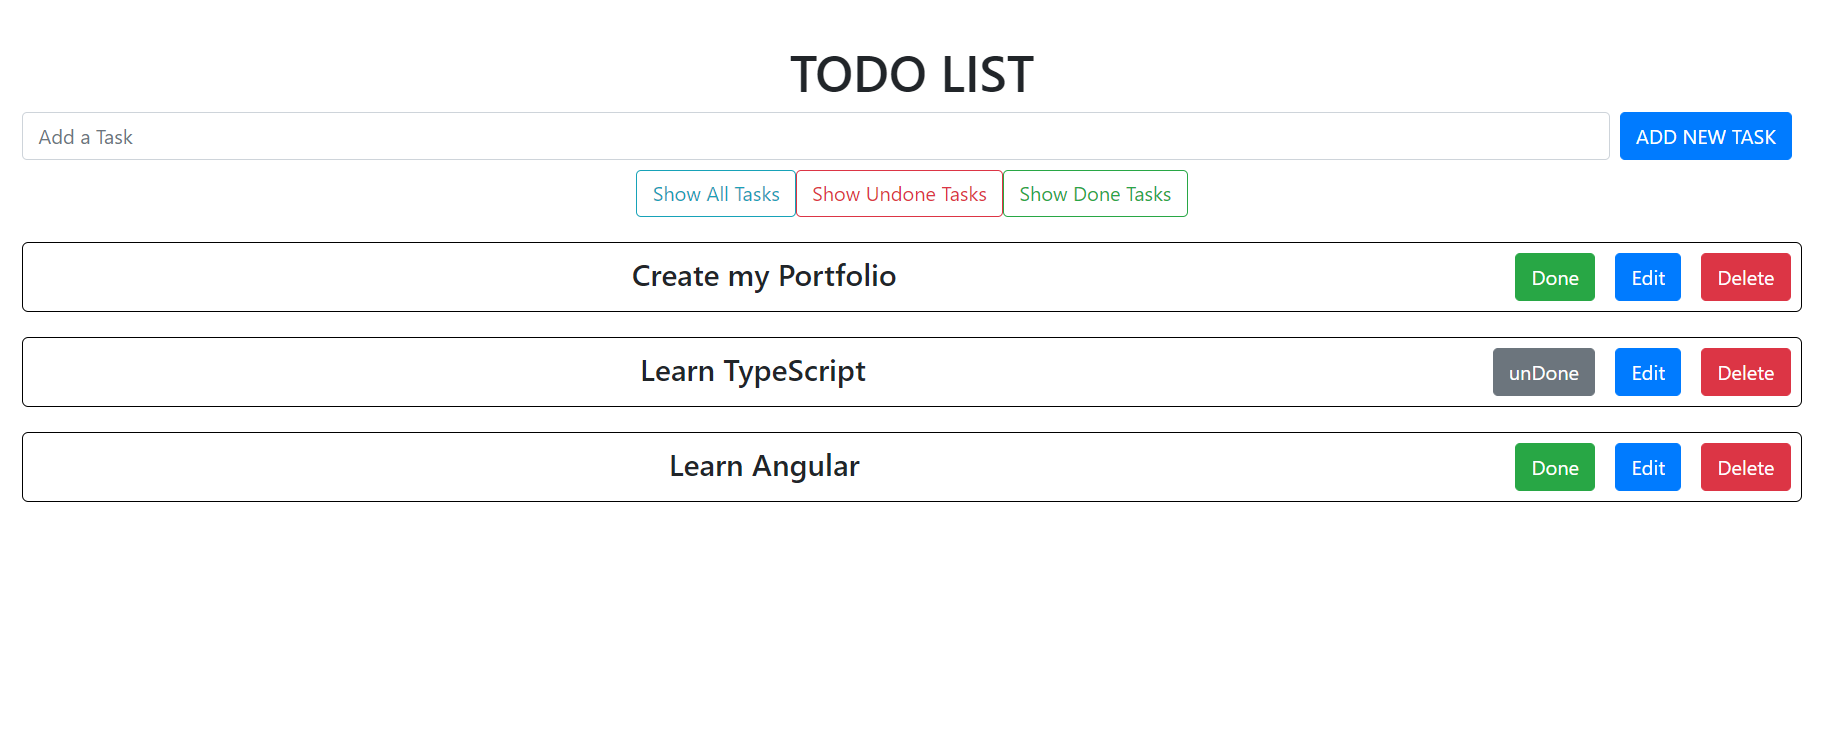 TODO LIST
Add a Task ADD NEW TASK
Show All Tasks Show Undone Tasks Show Done Tasks
Create my Portfolio Done Edit Delete
Learn TypeScript unDone Edit Delete
Learn Angular Done Edit Delete